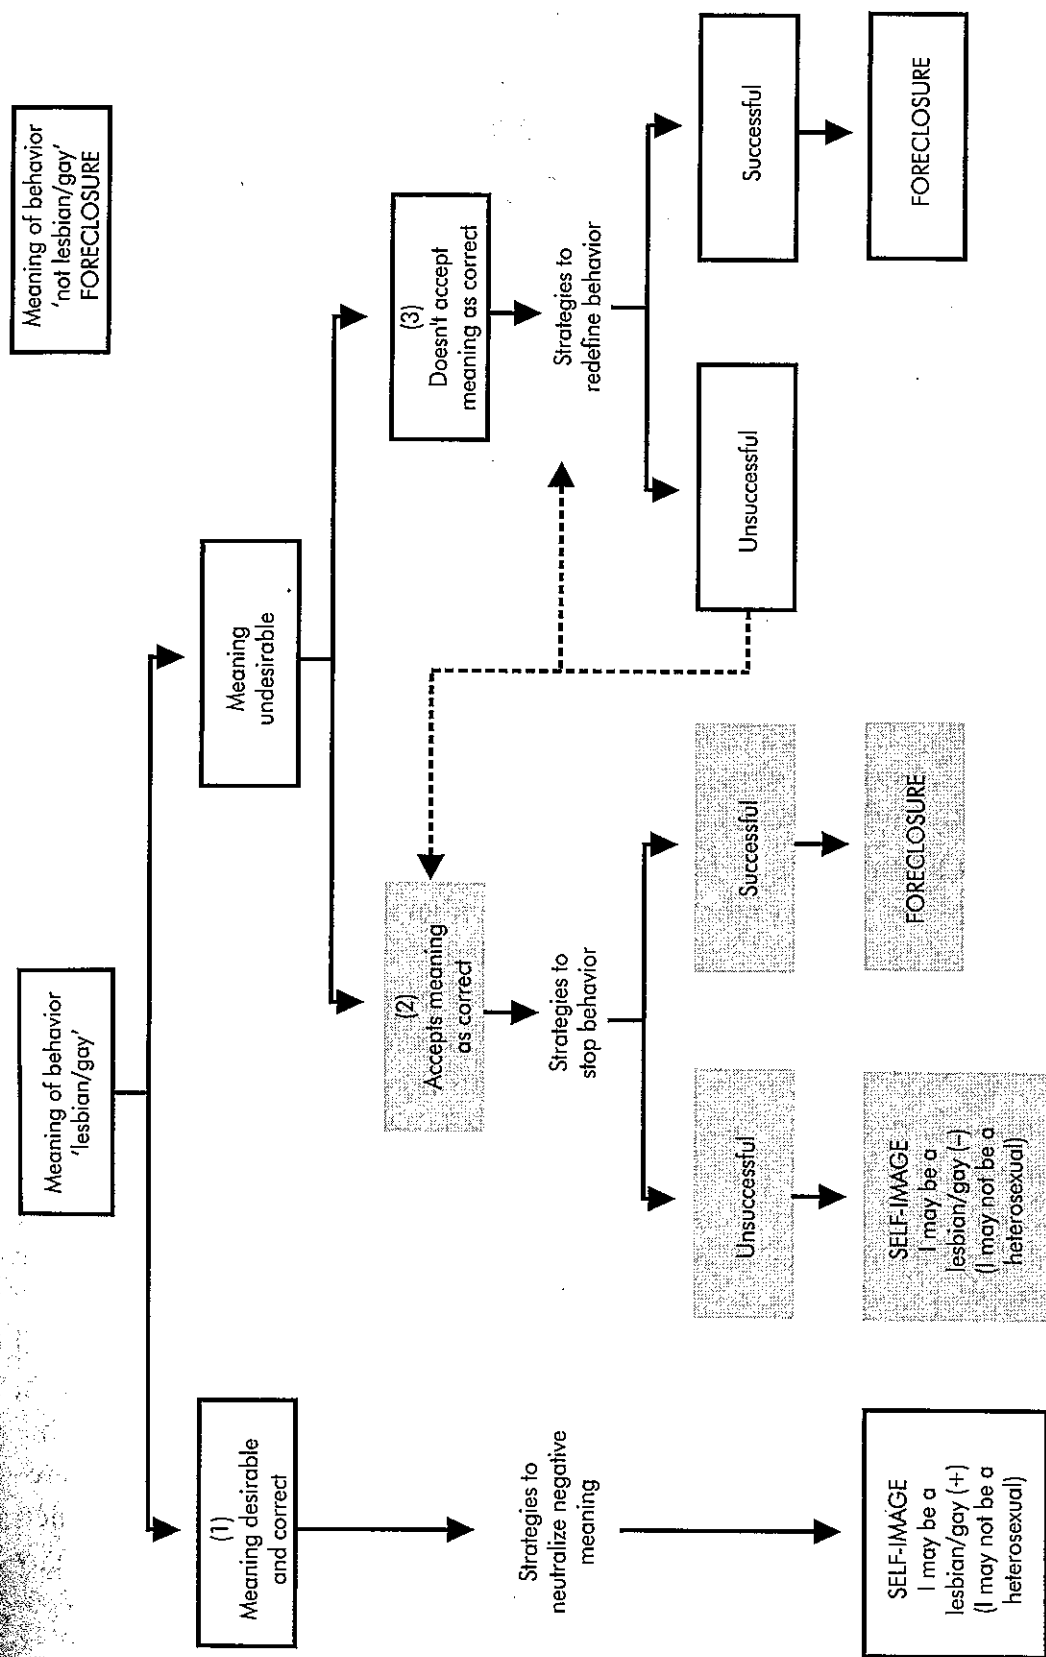 Meaning of behavior
'lesbian/gay'
Meaning of behavior
'not lesbian/gay'
FORECLOSURE
(1)
Meaning desirable
and correct
Meaning
undesirable
(2)
Accepts meaning
as correct
(3)
Doesn't accept
meaning as correct
Strategies to
neutralize negative
meaning
Strategies to
stop behavior
Strategies to
redefine behavior
Unsuccessful
Successful
Unsuccessful
Successful
SELF-IMAGE
I may be a
lesbian/gay (+)
(I may not be a
heterosexual)
SELF-IMAGE
I may be a
lesbian/gay (–)
(I may not be a
heterosexual)
FORECLOSURE
FORECLOSURE